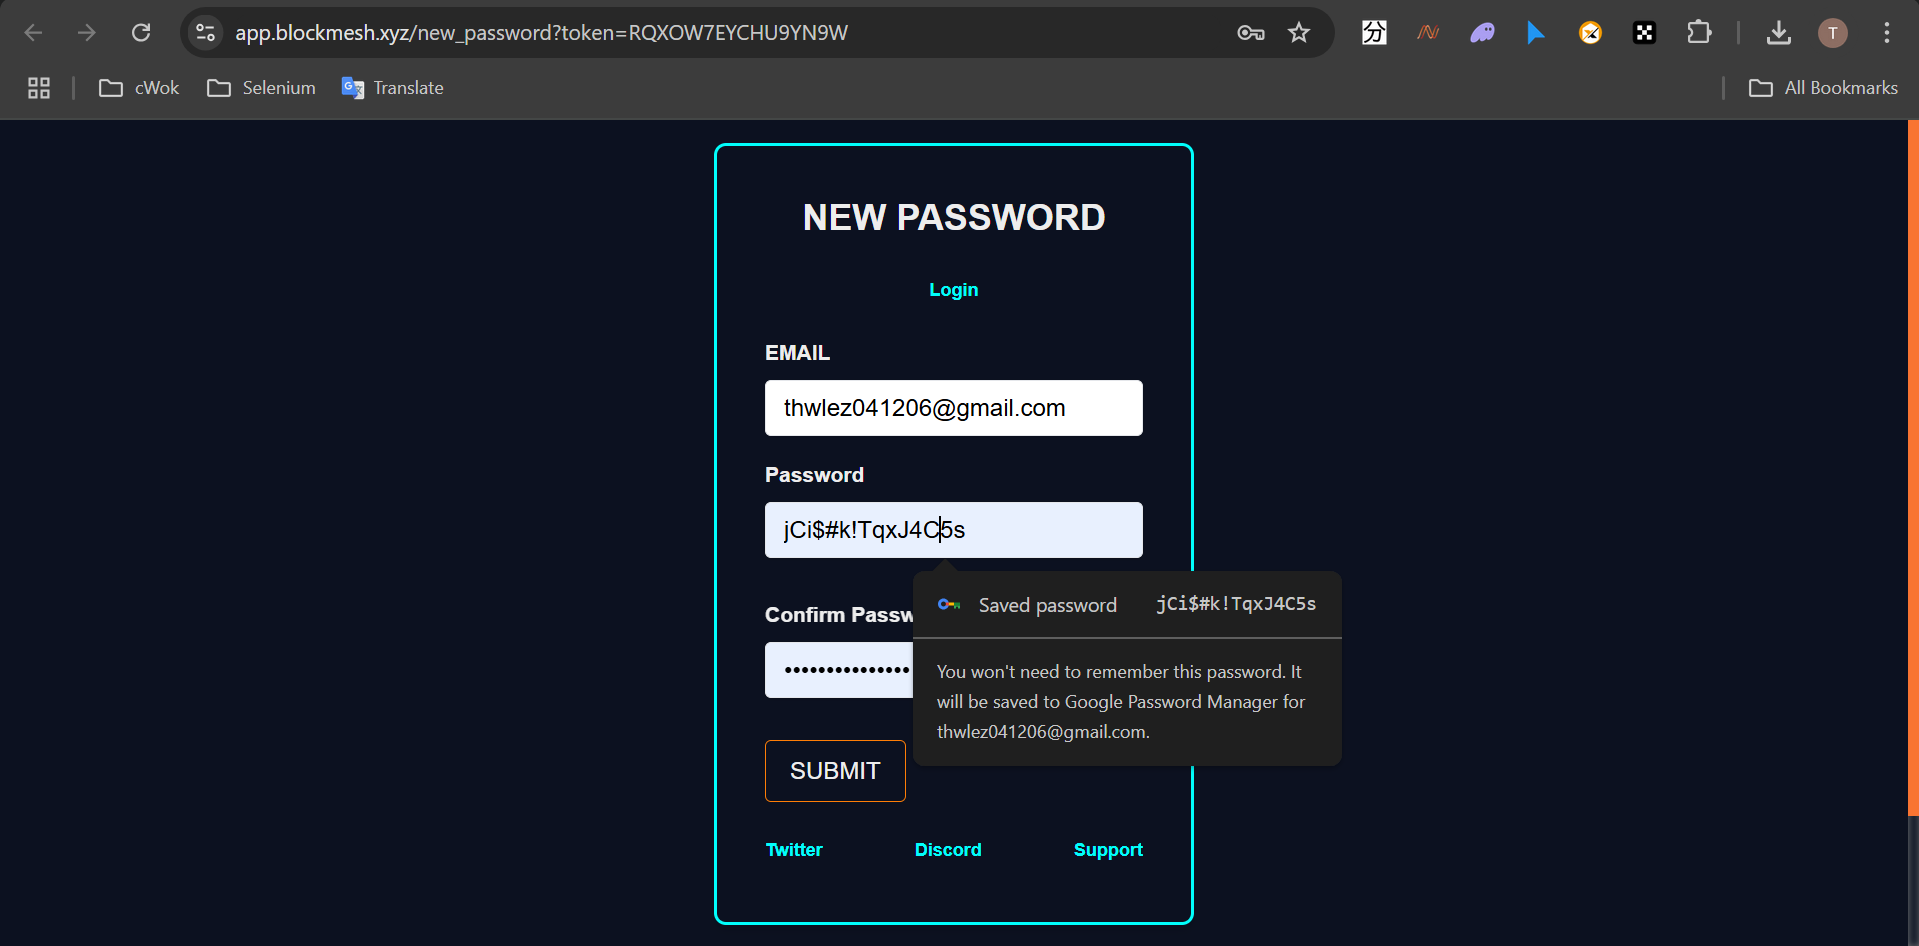 app.blockmesh.xyz/new_password?token=RQXOW7EYCHU9YN9W
分
T
cWok
Selenium
Translate
All Bookmarks
NEW PASSWORD
Login
EMAIL
thwlez041206@gmail.com
Password
jCi$#k!TqxJ4C5s
Saved password jCi$#k!TqxJ4C5s
Confirm Passw
•••••••••••••••
You won't need to remember this password. It
will be saved to Google Password Manager for
thwlez041206@gmail.com.
SUBMIT
Twitter
Discord
Support